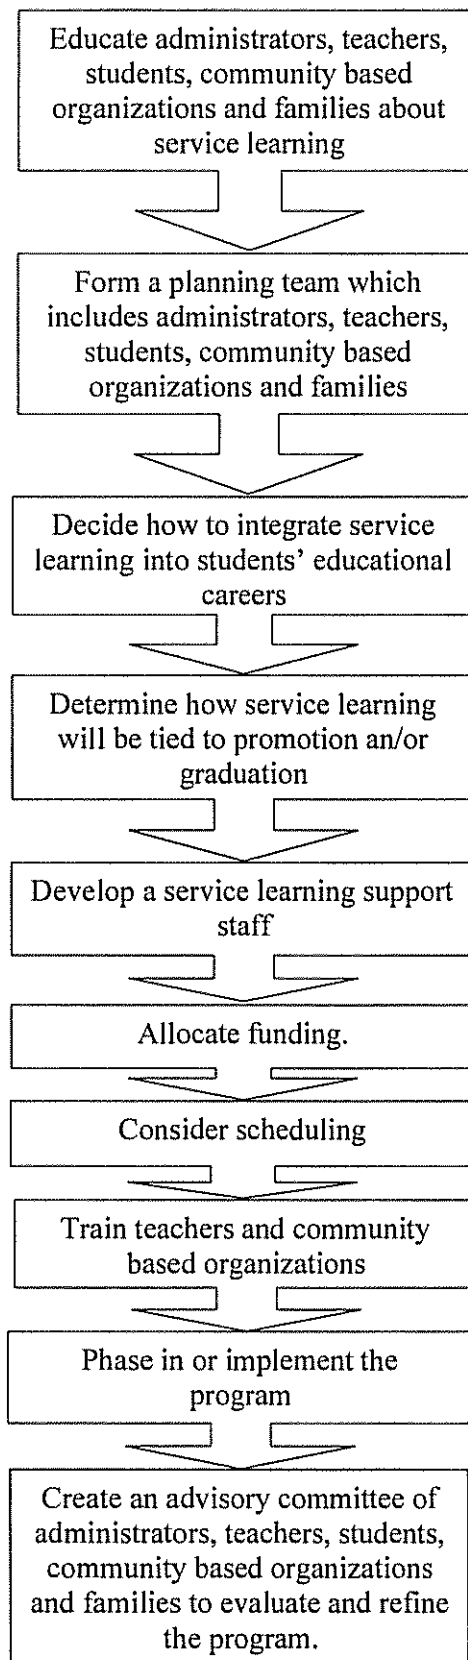 Educate administrators, teachers,
students, community based
organizations and families about
service learning
Form a planning team which
includes administrators, teachers,
students, community based
organizations and families
Decide how to integrate service
learning into students' educational
careers
Determine how service learning
will be tied to promotion an/or
graduation
Develop a service learning support
staff
Allocate funding.
Consider scheduling
Train teachers and community
based organizations
Phase in or implement the
program
Create an advisory committee of
administrators, teachers, students,
community based organizations
and families to evaluate and refine
the program.